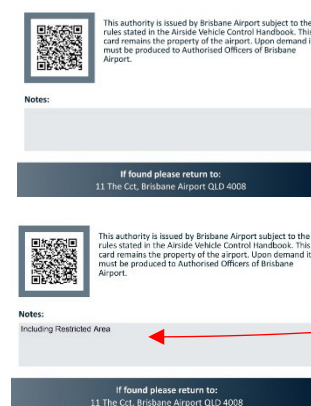 This authority is issued by Brisbane Airport subject to the
rules stated in the Airside Vehicle Control Handbook. This
card remains the property of the airport. Upon demand i
must be produced to Authorised Officers of Brisbane
Airport.
Notes:
If found please return to:
11 The Cct, Brisbane Airport QLD 4008
This authority is issued by Brisbane Airport subject to the
rules stated in the Airside Vehicle Control Handbook. This
card remains the property of the airport. Upon demand it
must be produced to Authorised Officers of Brisbane
Airport.
Notes:
Including Restricted Area
If found please return to:
11 The Cct, Brisbane Airport QLD 4008